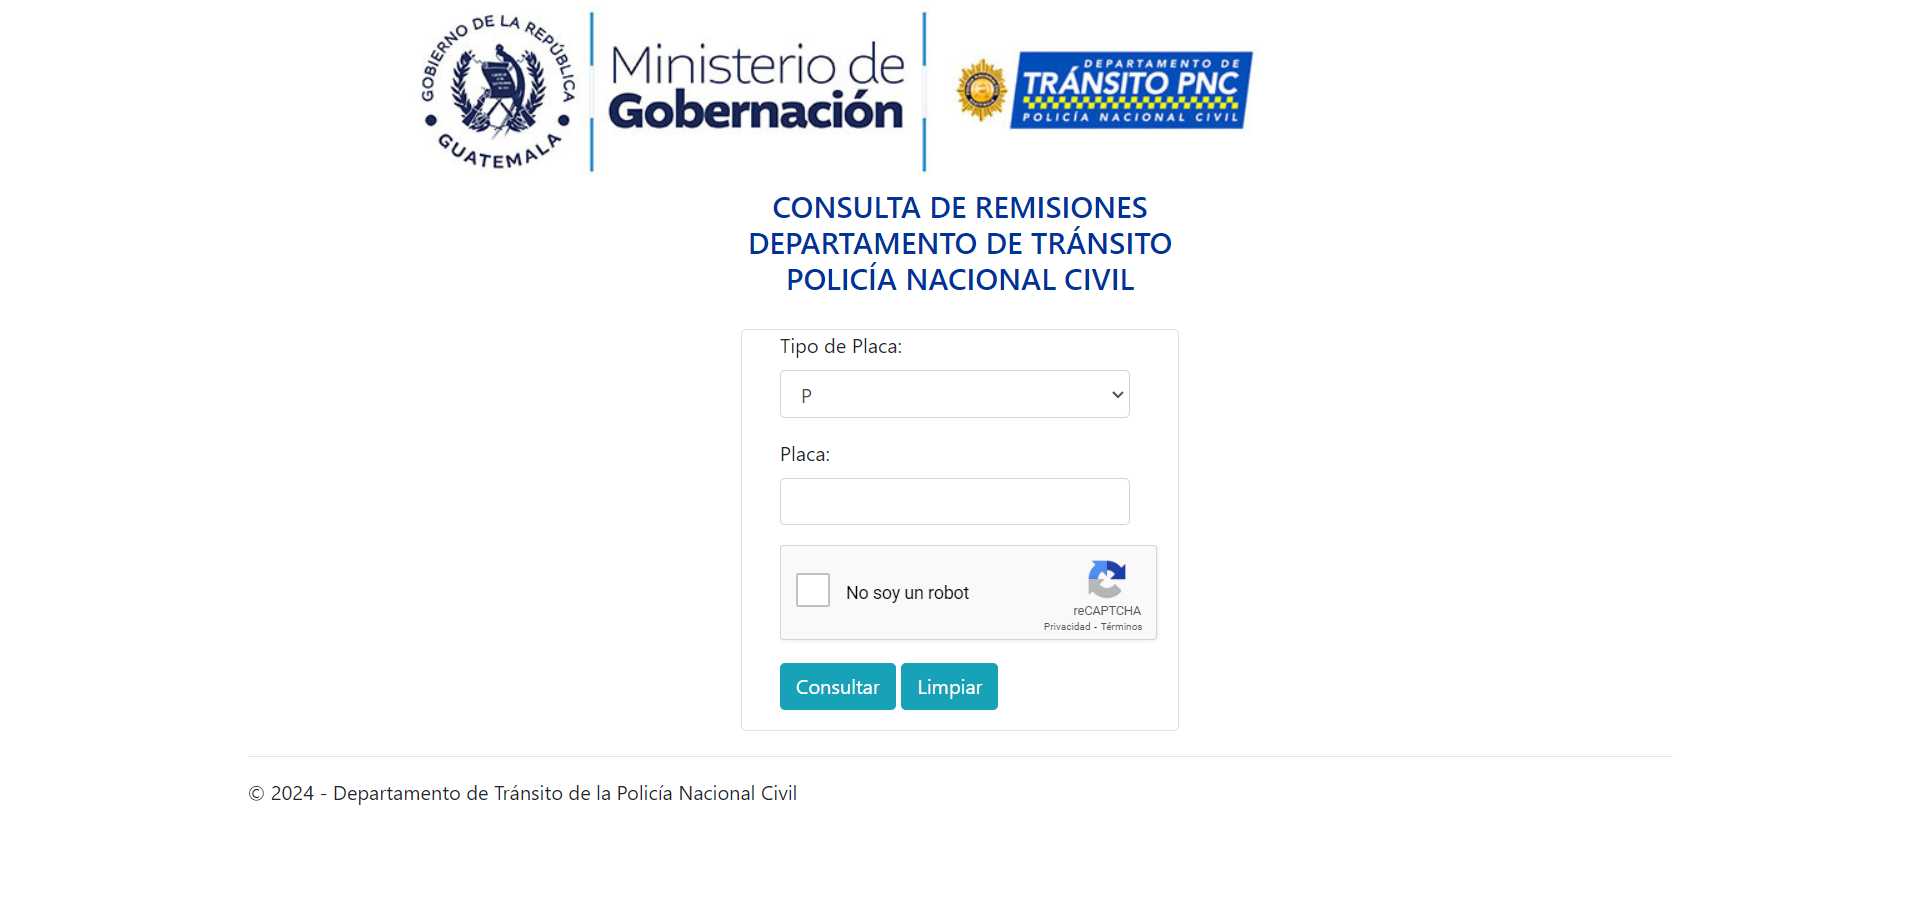 GOBIERNO DE LA REPÚBLICA
GUATEMALA
Ministerio de
Gobernación
DEPARTAMENTO DE
TRÁNSITO PNC
POLICÍA NACIONAL CIVIL
CONSULTA DE REMISIONES
DEPARTAMENTO DE TRÁNSITO
POLICÍA NACIONAL CIVIL
Tipo de Placa:
P
Placa:
No soy un robot
reCAPTCHA
Privacidad - Términos
Consultar Limpiar
© 2024 - Departamento de Tránsito de la Policía Nacional Civil